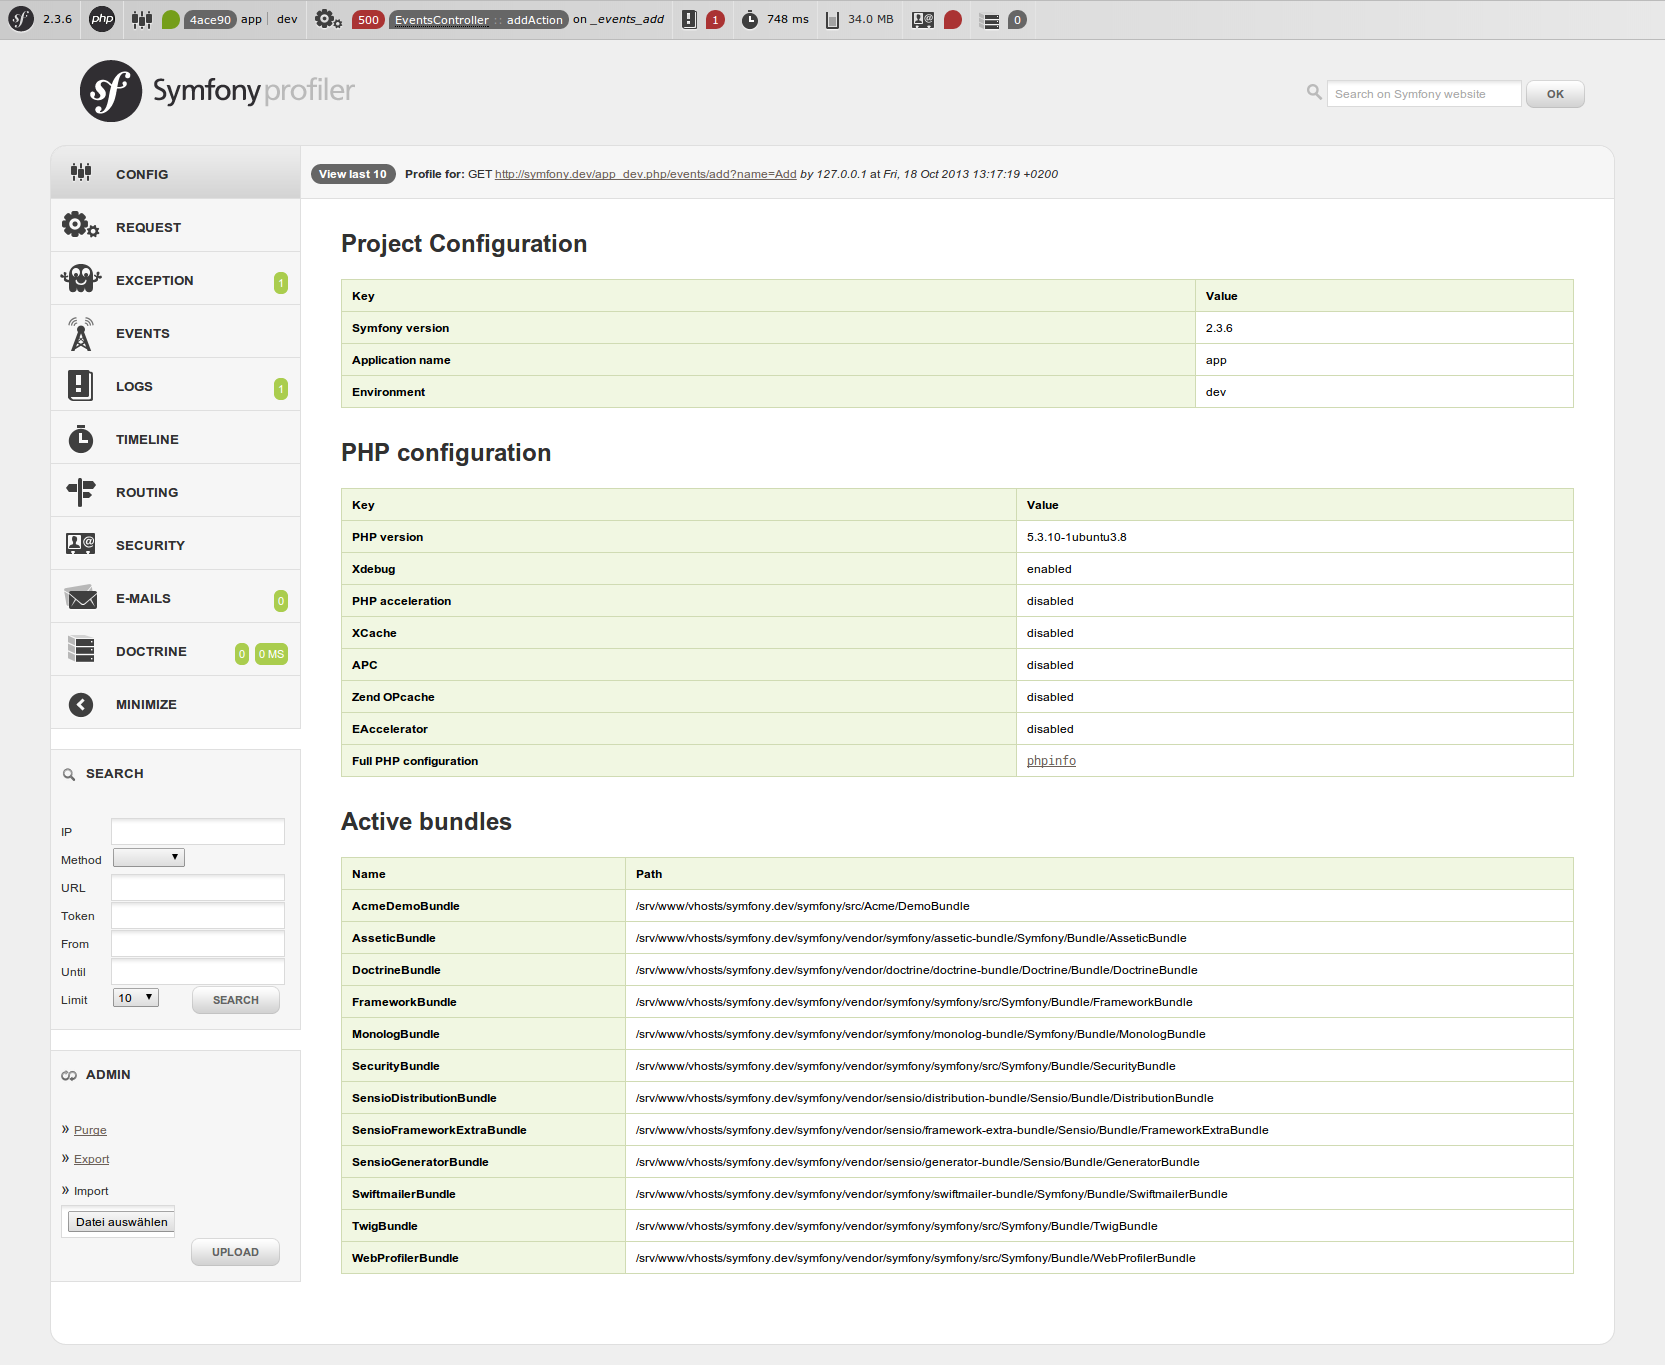 2.3.6 php 4ace90 app dev 500 EventsController :: addAction on _events_add 1 748 ms 34.0 MB 0
sf Symfony profiler
Search on Symfony website OK
CONFIG
REQUEST
EXCEPTION 1
EVENTS
LOGS 1
TIMELINE
ROUTING
SECURITY
E-MAILS 0
DOCTRINE 0 0 MS
MINIMIZE
SEARCH
IP
Method
URL
Token
From
Until
Limit 10 SEARCH
ADMIN
» Purge
» Export
» Import
Datei auswählen
UPLOAD
View last 10 Profile for: GET http://symfony.dev/app_dev.php/events/add?name=Add by 127.0.0.1 at Fri, 18 Oct 2013 13:17:19 +0200
Project Configuration
Key Value
Symfony version 2.3.6
Application name app
Environment dev
PHP configuration
Key Value
PHP version 5.3.10-1ubuntu3.8
Xdebug enabled
PHP acceleration disabled
XCache disabled
APC disabled
Zend OPcache disabled
EAccelerator disabled
Full PHP configuration phpinfo
Active bundles
Name Path
AcmeDemoBundle /srv/www/vhosts/symfony.dev/symfony/src/Acme/DemoBundle
AsseticBundle /srv/www/vhosts/symfony.dev/symfony/vendor/symfony/assetic-bundle/Symfony/Bundle/AsseticBundle
DoctrineBundle /srv/www/vhosts/symfony.dev/symfony/vendor/doctrine/doctrine-bundle/Doctrine/Bundle/DoctrineBundle
FrameworkBundle /srv/www/vhosts/symfony.dev/symfony/vendor/symfony/symfony/src/Symfony/Bundle/FrameworkBundle
MonologBundle /srv/www/vhosts/symfony.dev/symfony/vendor/symfony/monolog-bundle/Symfony/Bundle/MonologBundle
SecurityBundle /srv/www/vhosts/symfony.dev/symfony/vendor/symfony/symfony/src/Symfony/Bundle/SecurityBundle
SensioDistributionBundle /srv/www/vhosts/symfony.dev/symfony/vendor/sensio/distribution-bundle/Sensio/Bundle/DistributionBundle
SensioFrameworkExtraBundle /srv/www/vhosts/symfony.dev/symfony/vendor/sensio/framework-extra-bundle/Sensio/Bundle/FrameworkExtraBundle
SensioGeneratorBundle /srv/www/vhosts/symfony.dev/symfony/vendor/sensio/generator-bundle/Sensio/Bundle/GeneratorBundle
SwiftmailerBundle /srv/www/vhosts/symfony.dev/symfony/vendor/symfony/swiftmailer-bundle/Symfony/Bundle/SwiftmailerBundle
TwigBundle /srv/www/vhosts/symfony.dev/symfony/vendor/symfony/symfony/src/Symfony/Bundle/TwigBundle
WebProfilerBundle /srv/www/vhosts/symfony.dev/symfony/vendor/symfony/symfony/src/Symfony/Bundle/WebProfilerBundle